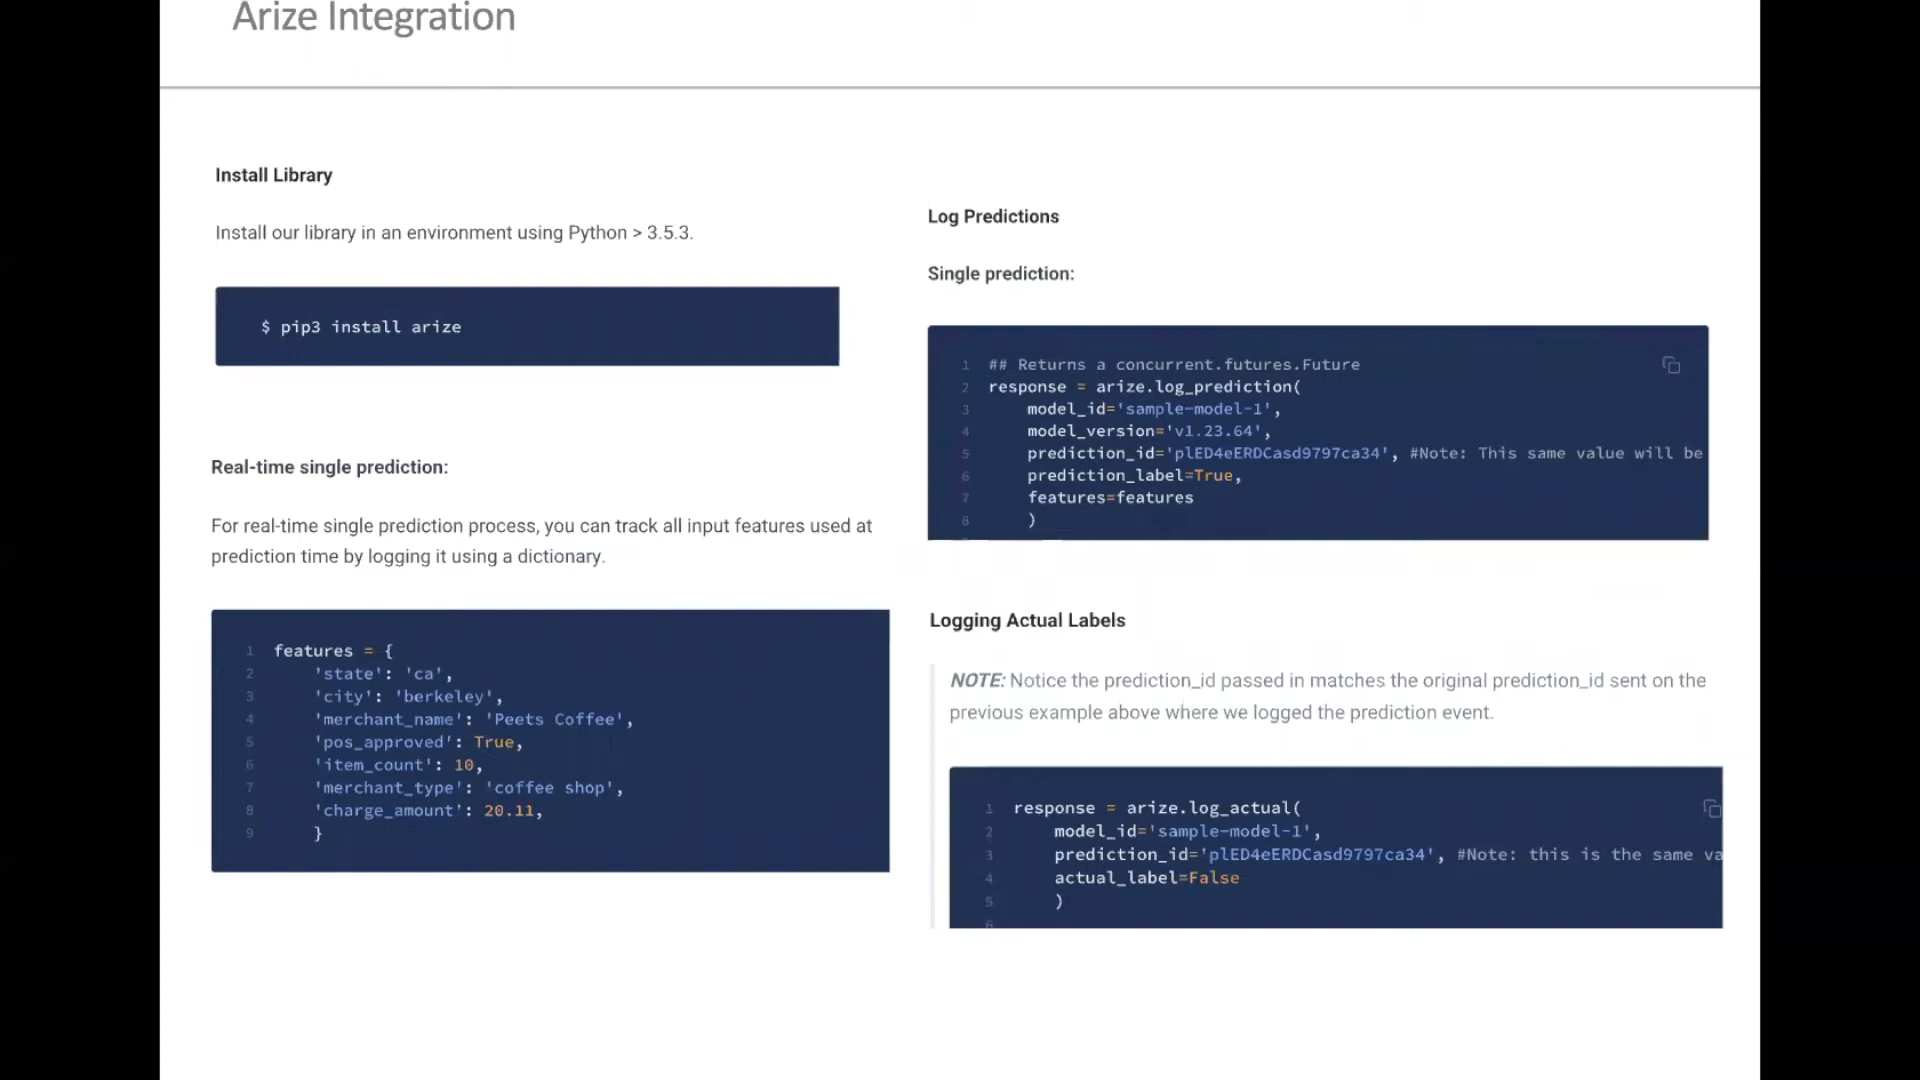 Arize Integration
Install Library
Install our library in an environment using Python > 3.5.3.
$ pip3 install arize
Real-time single prediction:
For real-time single prediction process, you can track all input features used at
prediction time by logging it using a dictionary.
1 features = {
2 'state': 'ca',
3 'city': 'berkeley',
4 'merchant_name': 'Peets Coffee',
5 'pos_approved': True,
6 'item_count': 10,
7 'merchant_type': 'coffee shop',
8 'charge_amount': 20.11,
9 }
Log Predictions
Single prediction:
1 ## Returns a concurrent.futures.Future
2 response = arize.log_prediction(
3 model_id='sample-model-1',
4 model_version='v1.23.64',
5 prediction_id='plED4eERDCasd9797ca34', #Note: This same value will be
6 prediction_label=True,
7 features=features
8 )
Logging Actual Labels
NOTE: Notice the prediction_id passed in matches the original prediction_id sent on the
previous example above where we logged the prediction event.
1 response = arize.log_actual(
2 model_id='sample-model-1',
3 prediction_id='plED4eERDCasd9797ca34', #Note: this is the same va
4 actual_label=False
5 )
6